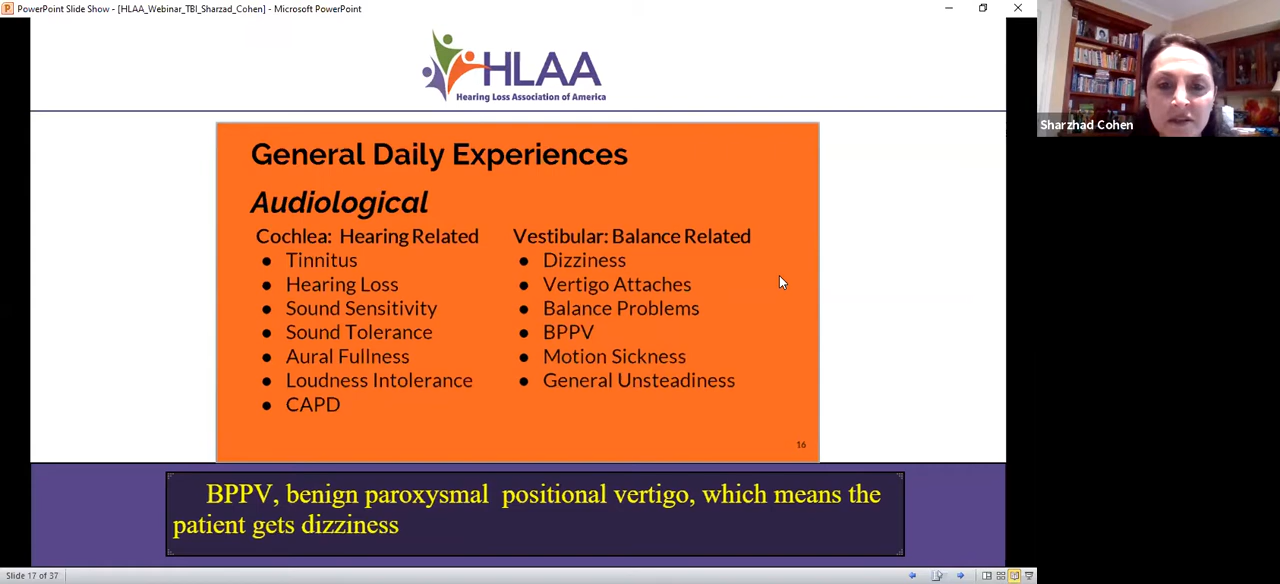 PowerPoint Slide Show - [HLAA_Webinar_TBI_Sharzad_Cohen] - Microsoft PowerPoint
HLAA
Hearing Loss Association of America
Sharzhad Cohen
General Daily Experiences
Audiological
Cochlea: Hearing Related
● Tinnitus
● Hearing Loss
● Sound Sensitivity
● Sound Tolerance
● Aural Fullness
● Loudness Intolerance
● CAPD
Vestibular: Balance Related
● Dizziness
● Vertigo Attaches
● Balance Problems
● BPPV
● Motion Sickness
● General Unsteadiness
16
BPPV, benign paroxysmal positional vertigo, which means the
patient gets dizziness
Slide 17 of 37